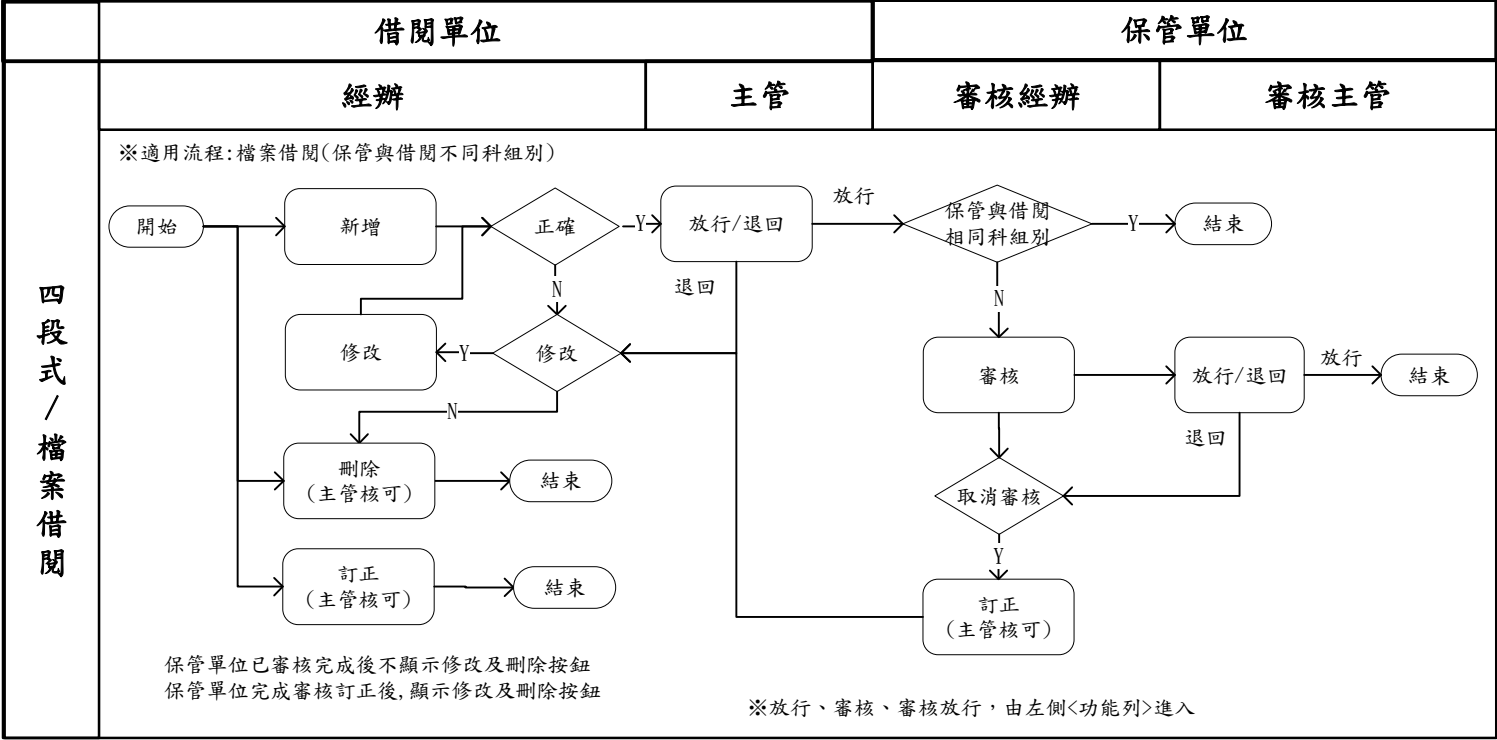 借閱單位
保管單位
經辦
主管
審核經辦
審核主管
四段式/檔案借閱
※適用流程:檔案借閱(保管與借閱不同科組別)
開始
新增
正確
Y
放行/退回
放行
保管與借閱
相同科組別
Y
結束
N
退回
N
修改
Y
修改
審核
放行/退回
放行
結束
N
退回
刪除
(主管核可)
結束
取消審核
Y
訂正
(主管核可)
結束
訂正
(主管核可)
保管單位已審核完成後不顯示修改及刪除按鈕
保管單位完成審核訂正後,顯示修改及刪除按鈕
※放行、審核、審核放行，由左側<功能列>進入